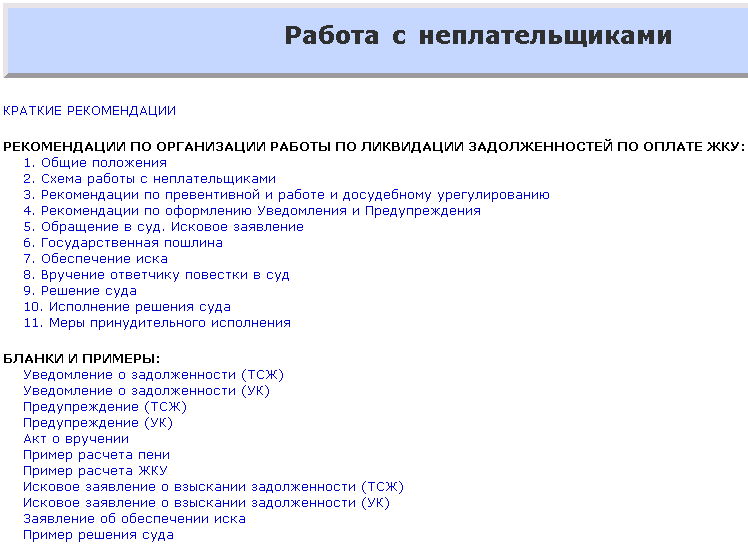 Работа с неплательщиками
КРАТКИЕ РЕКОМЕНДАЦИИ
РЕКОМЕНДАЦИИ ПО ОРГАНИЗАЦИИ РАБОТЫ ПО ЛИКВИДАЦИИ ЗАДОЛЖЕННОСТЕЙ ПО ОПЛАТЕ ЖКУ:
1. Общие положения
2. Схема работы с неплательщиками
3. Рекомендации по превентивной и работе и досудебному урегулированию
4. Рекомендации по оформлению Уведомления и Предупреждения
5. Обращение в суд. Исковое заявление
6. Государственная пошлина
7. Обеспечение иска
8. Вручение ответчику повестки в суд
9. Решение суда
10. Исполнение решения суда
11. Меры принудительного исполнения
БЛАНКИ И ПРИМЕРЫ:
Уведомление о задолженности (ТСЖ)
Уведомление о задолженности (УК)
Предупреждение (ТСЖ)
Предупреждение (УК)
Акт о вручении
Пример расчета пени
Пример расчета ЖКУ
Исковое заявление о взыскании задолженности (ТСЖ)
Исковое заявление о взыскании задолженности (УК)
Заявление об обеспечении иска
Пример решения суда